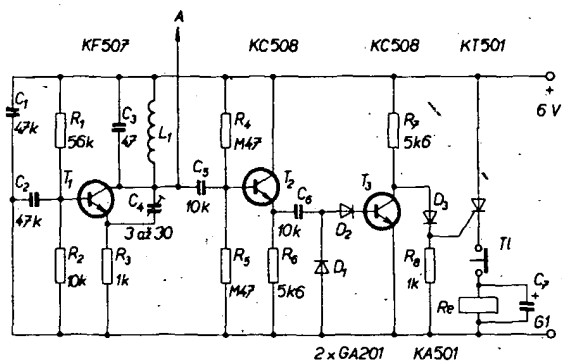 A
KF507
KC508
KC508
KT501
C1
47k
R1
56k
C3
47
L1
R4
M47
R7
5k6
+
6 V
C2
47k
T1
C4
3 až 30
C5
10k
T2
C6
10k
D2
T3
D3
R2
10k
R3
1k
R5
M47
R6
5k6
D1
R8
1k
Tl
Re
C7
+
G1
2 x GA201
KA501